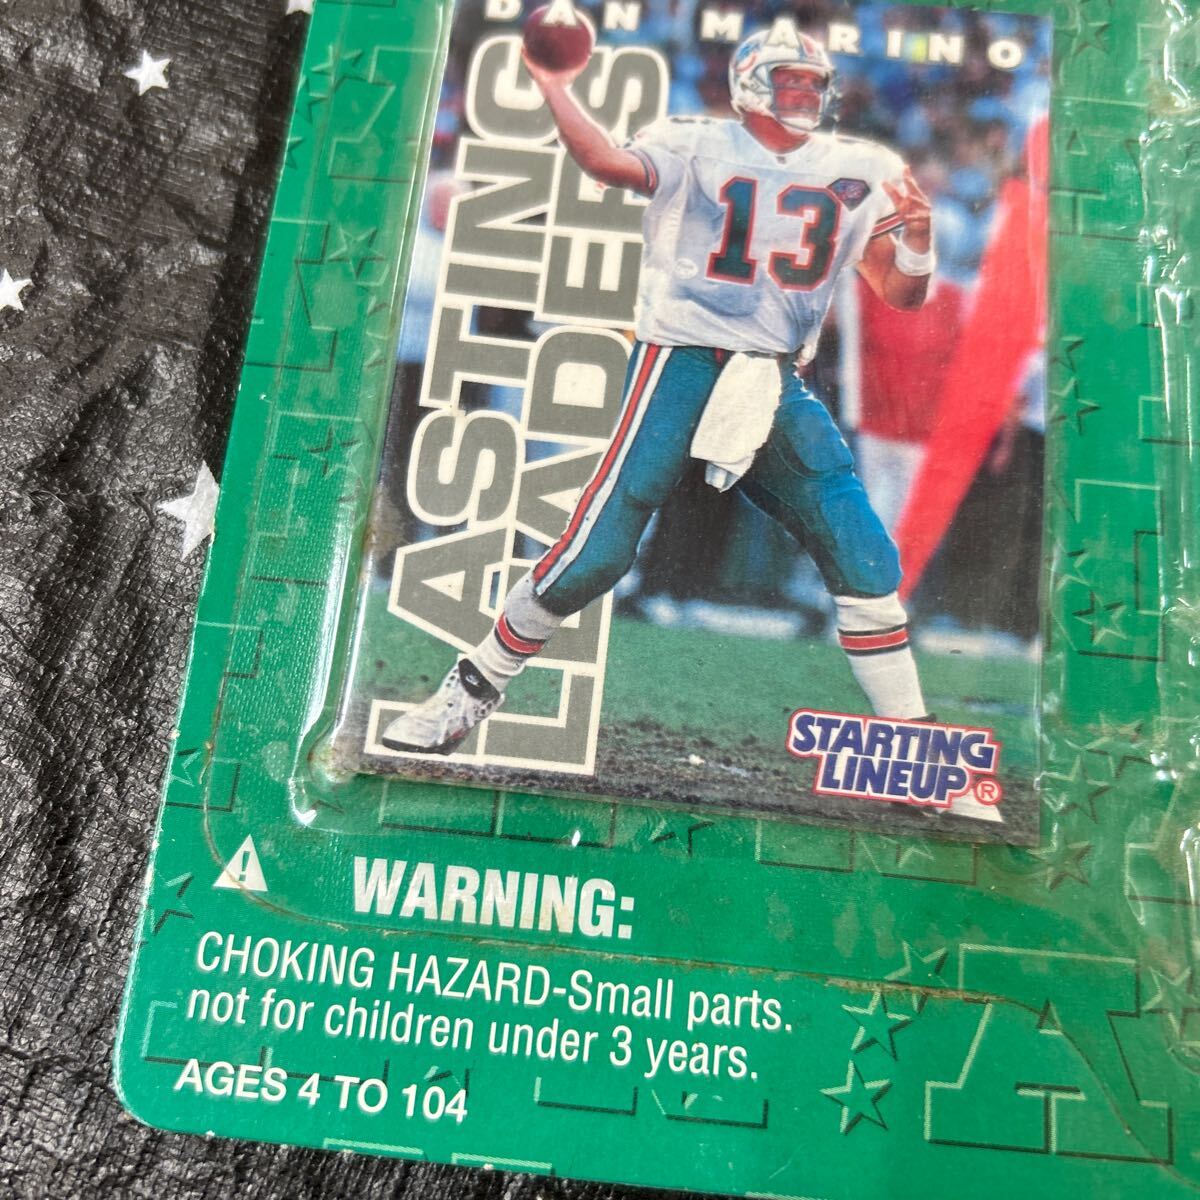 DAN MARINO
LASTING
LEADERS
13
STARTING
LINEUP®
! WARNING:
CHOKING HAZARD-Small parts.
not for children under 3 years.
AGES 4 TO 104